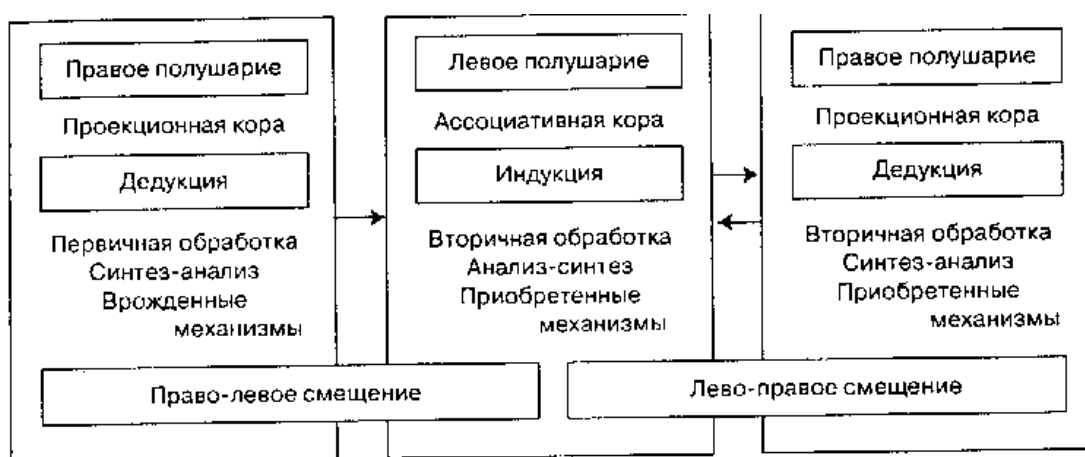 Правое полушарие
Проекционная кора
Дедукция
Первичная обработка
Синтез-анализ
Врожденные
механизмы
Левое полушарие
Ассоциативная кора
Индукция
Вторичная обработка
Анализ-синтез
Приобретенные
механизмы
Правое полушарие
Проекционная кора
Дедукция
Вторичная обработка
Синтез-анализ
Приобретенные
механизмы
Право-левое смещение
Лево-правое смещение